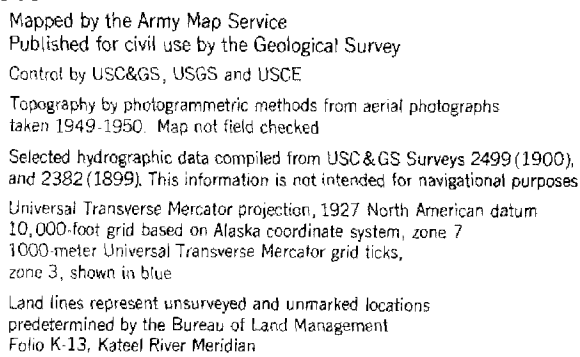 Mapped by the Army Map Service
Published for civil use by the Geological Survey
Control by USC&GS, USGS and USCE
Topography by photogrammetric methods from aerial photographs
taken 1949-1950. Map not field checked
Selected hydrographic data compiled from USC&GS Surveys 2499 (1900),
and 2382 (1899). This information is not intended for navigational purposes
Universal Transverse Mercator projection, 1927 North American datum
10,000-foot grid based on Alaska coordinate system, zone 7
1000-meter Universal Transverse Mercator grid ticks,
zone 3, shown in blue
Land lines represent unsurveyed and unmarked locations
predetermined by the Bureau of Land Management
Folio K-13, Kateel River Meridian